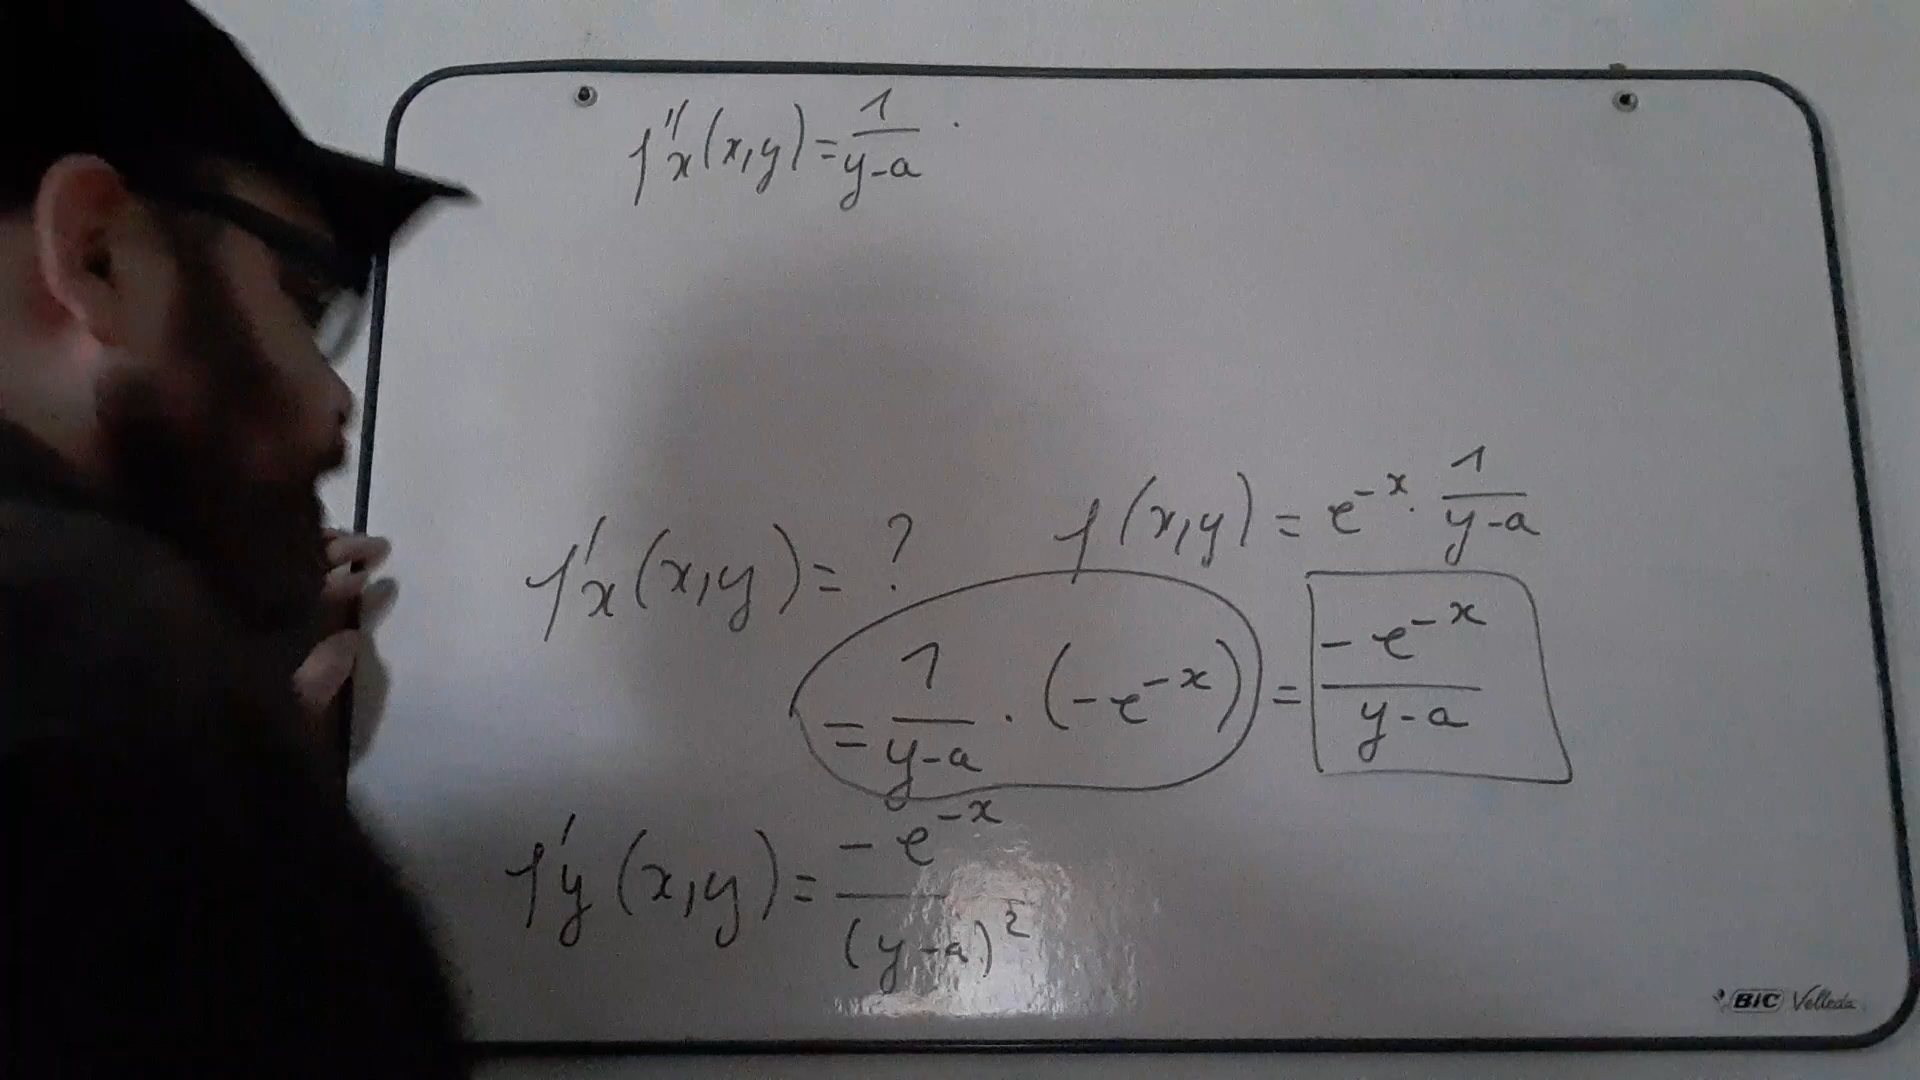 f''x(x,y)=1/(y-a) ·
f(x,y) = e^-x · 1/(y-a)
f'x(x,y)= ?
= 1/(y-a) · (-e^-x) = -e^-x/(y-a)
f'y(x,y)= -e^-x/(y-a)^2
BIC Velleda